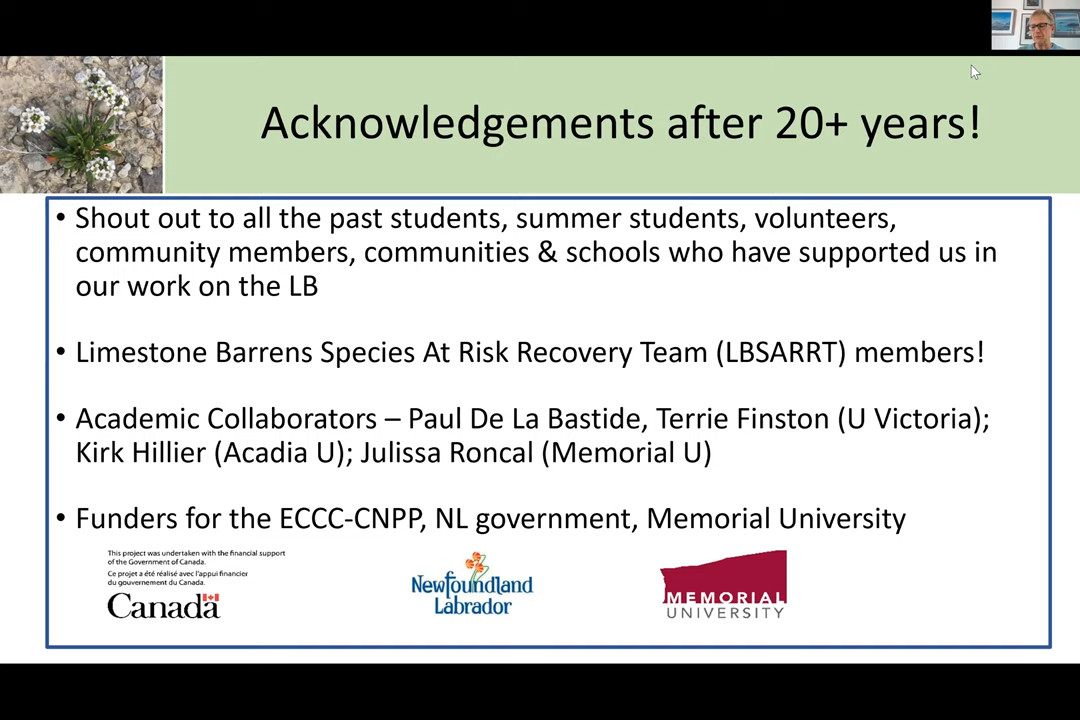 Acknowledgements after 20+ years!
• Shout out to all the past students, summer students, volunteers,
community members, communities & schools who have supported us in
our work on the LB
• Limestone Barrens Species At Risk Recovery Team (LBSARRT) members!
• Academic Collaborators – Paul De La Bastide, Terrie Finston (U Victoria);
Kirk Hillier (Acadia U); Julissa Roncal (Memorial U)
• Funders for the ECCC-CNPP, NL government, Memorial University
This project was undertaken with the financial support
of the Government of Canada.
Ce projet a été réalisé avec l'appui financier
du gouvernement du Canada.
Canada
Newfoundland
Labrador
MEMORIAL
UNIVERSITY